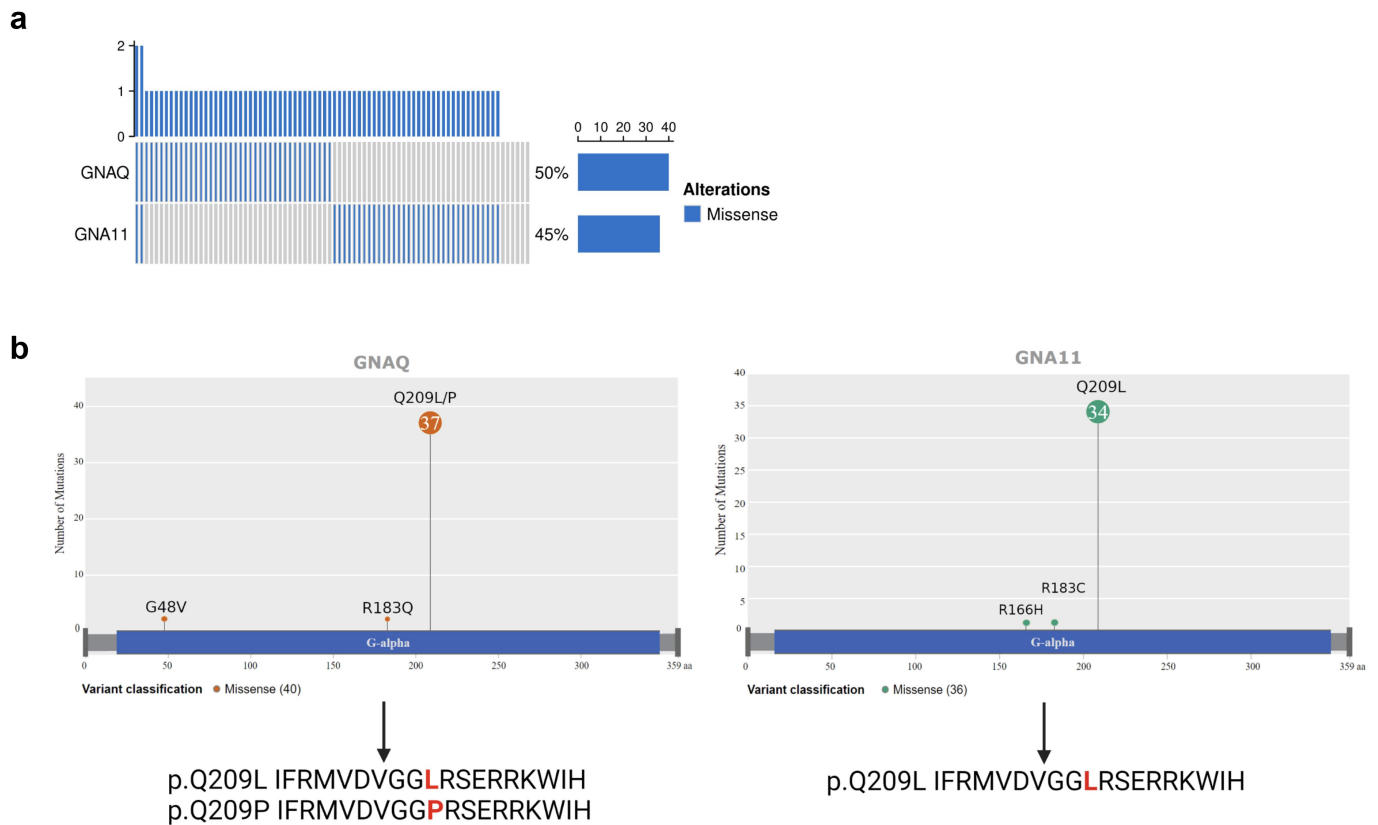 a
2
1
0
0 10 20 30 40
GNAQ
50%
GNA11
45%
Alterations
Missense
b
GNAQ
Number of Mutations
40
30
20
10
0
Q209L/P
37
G48V
R183Q
G-alpha
0 50 100 150 200 250 300 359 aa
Variant classification Missense (40)
p.Q209L IFRMVDVGGLRSERRKWIH
p.Q209P IFRMVDVGGPRSERRKWIH
GNA11
Number of Mutations
40
35
30
25
20
15
10
5
0
Q209L
34
R183C
R166H
G-alpha
0 50 100 150 200 250 300 359 aa
Variant classification Missense (36)
p.Q209L IFRMVDVGGLRSERRKWIH